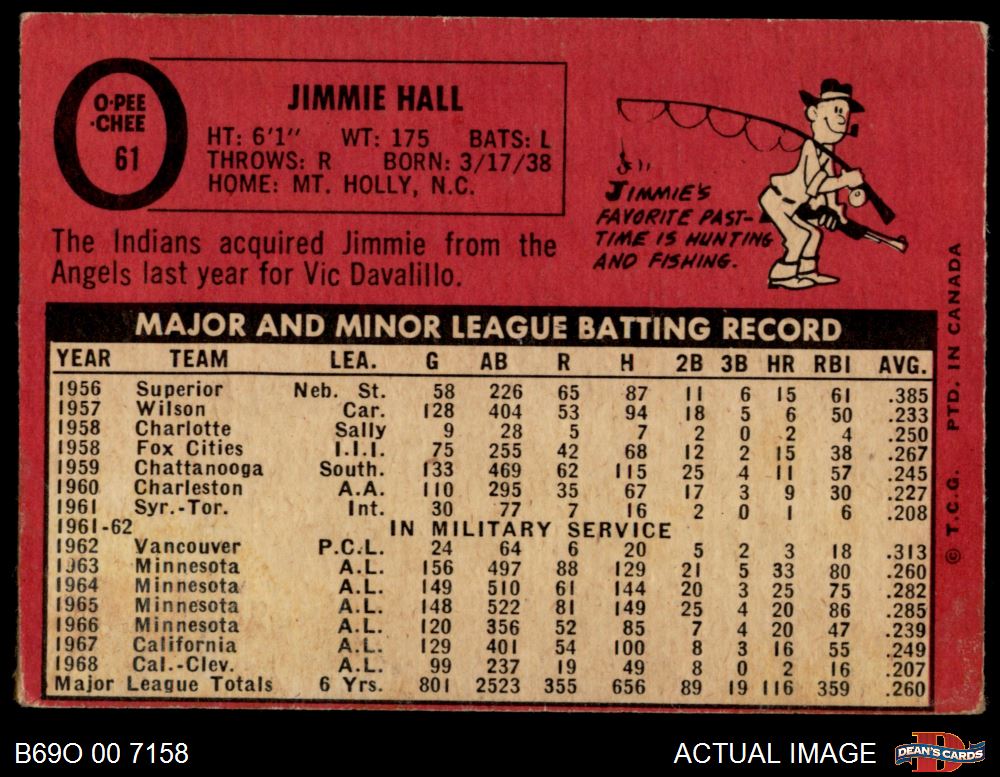 O-PEE
-CHEE
61
JIMMIE HALL
HT: 6'1" WT: 175 BATS: L
THROWS: R BORN: 3/17/38
HOME: MT. HOLLY, N.C.
JIMMIE'S
FAVORITE PAST-
TIME IS HUNTING
AND FISHING.
The Indians acquired Jimmie from the
Angels last year for Vic Davalillo.
MAJOR AND MINOR LEAGUE BATTING RECORD
YEAR TEAM LEA. G AB R H 2B 3B HR RBI AVG.
1956 Superior Neb. St. 58 226 65 87 11 6 15 61 .385
1957 Wilson Car. 128 404 53 94 18 5 6 50 .233
1958 Charlotte Sally 9 28 5 7 2 0 2 4 .250
1958 Fox Cities I.I.I. 75 255 42 68 12 2 15 38 .267
1959 Chattanooga South. 133 469 62 115 25 4 11 57 .245
1960 Charleston A.A. 110 295 35 67 17 3 9 30 .227
1961 Syr.-Tor. Int. 30 77 7 16 2 0 1 6 .208
1961-62 IN MILITARY SERVICE
1962 Vancouver P.C.L. 24 64 6 20 5 2 3 18 .313
1963 Minnesota A.L. 156 497 88 129 21 5 33 80 .260
1964 Minnesota A.L. 149 510 61 144 20 3 25 75 .282
1965 Minnesota A.L. 148 522 81 149 25 4 20 86 .285
1966 Minnesota A.L. 120 356 52 85 7 4 20 47 .239
1967 California A.L. 129 401 54 100 8 3 16 55 .249
1968 Cal.-Clev. A.L. 99 237 19 49 8 0 2 16 .207
Major League Totals 6 Yrs. 801 2523 355 656 89 19 116 359 .260
© T.C.G. PTD. IN CANADA
B69O 00 7158
ACTUAL IMAGE
DEAN'S CARDS